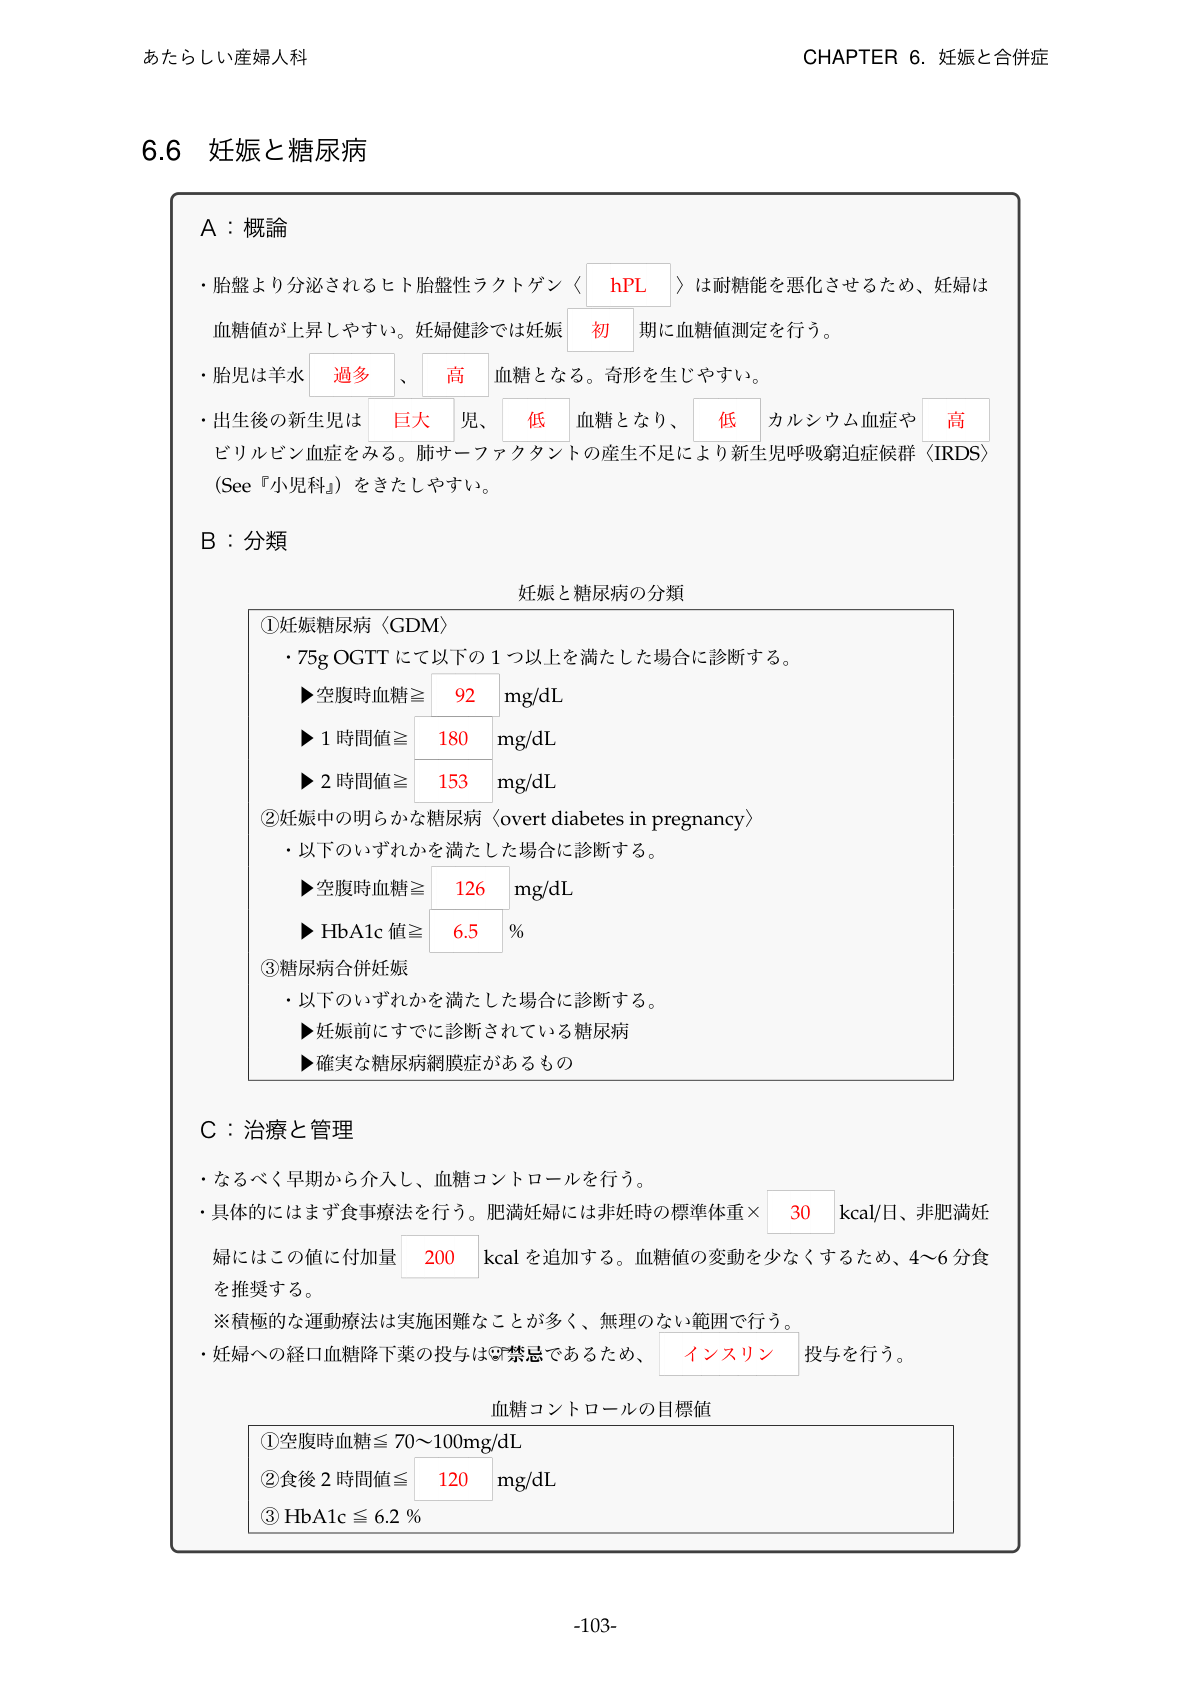 あたらしい産婦人科
CHAPTER 6. 妊娠と合併症
6.6 妊娠と糖尿病
A：概論
・胎盤より分泌されるヒト胎盤性ラクトゲン〈 hPL 〉は耐糖能を悪化させるため、妊婦は
血糖値が上昇しやすい。妊婦健診では妊娠 初 期に血糖値測定を行う。
・胎児は羊水 過多 、 高 血糖となる。奇形を生じやすい。
・出生後の新生児は 巨大 児、 低 血糖となり、 低 カルシウム血症や 高
ビリルビン血症をみる。肺サーファクタントの産生不足により新生児呼吸窮迫症候群〈IRDS〉
（See『小児科』）をきたしやすい。
B：分類
妊娠と糖尿病の分類
①妊娠糖尿病〈GDM〉
・75g OGTT にて以下の 1 つ以上を満たした場合に診断する。
▶空腹時血糖≧ 92 mg/dL
▶ 1 時間値≧ 180 mg/dL
▶ 2 時間値≧ 153 mg/dL
②妊娠中の明らかな糖尿病〈overt diabetes in pregnancy〉
・以下のいずれかを満たした場合に診断する。
▶空腹時血糖≧ 126 mg/dL
▶ HbA1c 値≧ 6.5 %
③糖尿病合併妊娠
・以下のいずれかを満たした場合に診断する。
▶妊娠前にすでに診断されている糖尿病
▶確実な糖尿病網膜症があるもの
C：治療と管理
・なるべく早期から介入し、血糖コントロールを行う。
・具体的にはまず食事療法を行う。肥満妊婦には非妊時の標準体重× 30 kcal/日、非肥満妊
婦にはこの値に付加量 200 kcal を追加する。血糖値の変動を少なくするため、4〜6 分食
を推奨する。
※積極的な運動療法は実施困難なことが多く、無理のない範囲で行う。
・妊婦への経口血糖降下薬の投与は禁忌であるため、 インスリン 投与を行う。
血糖コントロールの目標値
①空腹時血糖≦ 70〜100mg/dL
②食後 2 時間値≦ 120 mg/dL
③ HbA1c ≦ 6.2 %
-103-